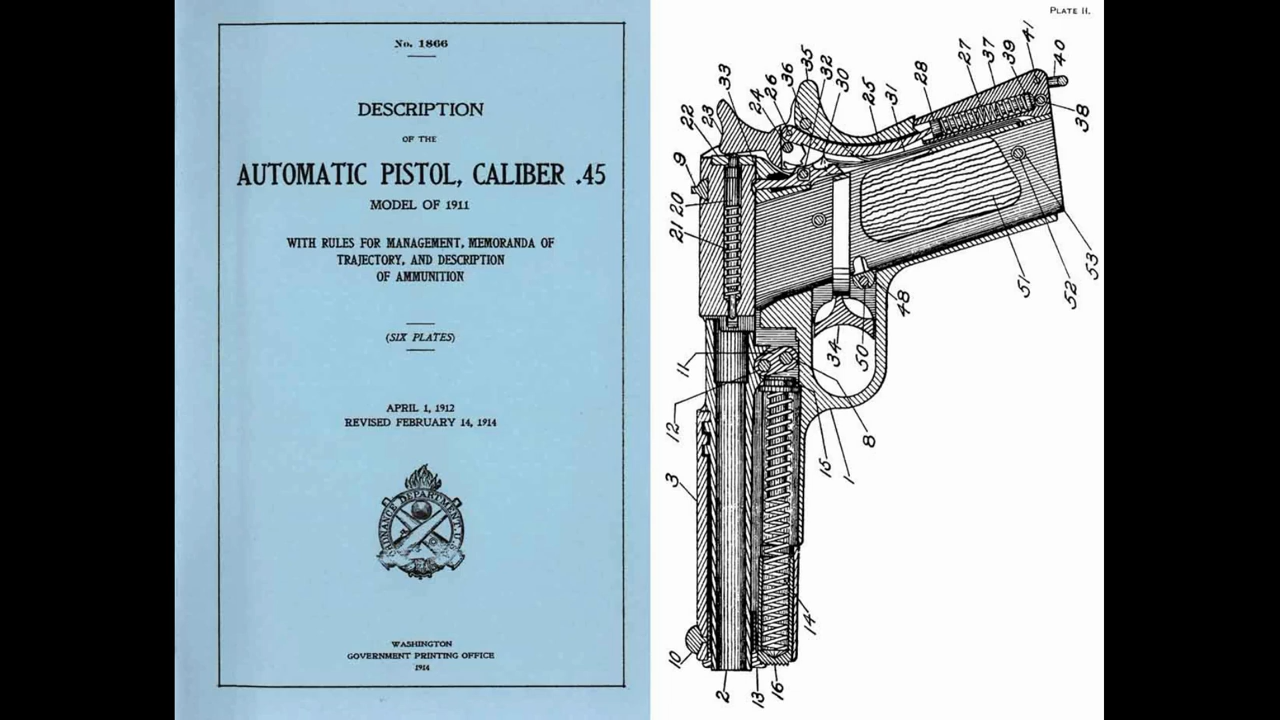 No. 1866
DESCRIPTION
OF THE
AUTOMATIC PISTOL, CALIBER .45
MODEL OF 1911
WITH RULES FOR MANAGEMENT, MEMORANDA OF
TRAJECTORY, AND DESCRIPTION
OF AMMUNITION
(SIX PLATES)
APRIL 1, 1912
REVISED FEBRUARY 14, 1914
ORDNANCE DEPARTMENT U.S.
WASHINGTON
GOVERNMENT PRINTING OFFICE
1914
PLATE II.
41
40
39
37
27
28
38
35
32
30
36
26
24
25
31
33
23
22
9
20
21
53
52
51
48
50
34
11
12
8
15
1
3
14
10
2
13
16